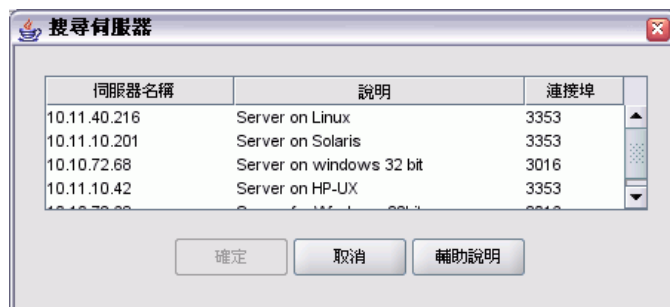 搜尋伺服器
伺服器名稱 說明 連接埠
10.11.40.216 Server on Linux 3353
10.11.10.201 Server on Solaris 3353
10.10.72.68 Server on windows 32 bit 3016
10.11.10.42 Server on HP-UX 3353
確定 取消 輔助說明